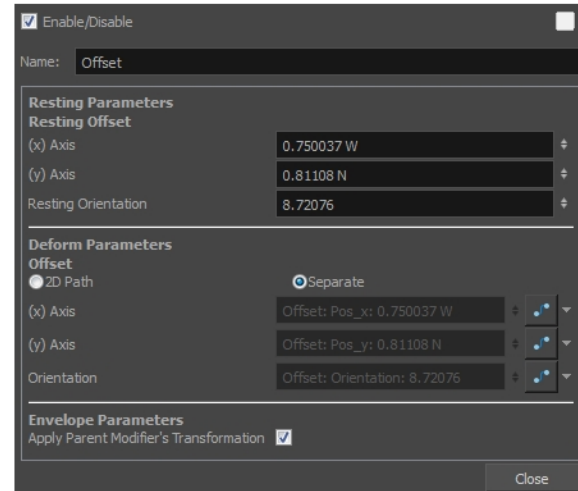 Enable/Disable
Name: Offset
Resting Parameters
Resting Offset
(x) Axis 0.750037 W
(y) Axis 0.81108 N
Resting Orientation 8.72076
Deform Parameters
Offset
2D Path Separate
(x) Axis Offset: Pos_x: 0.750037 W
(y) Axis Offset: Pos_y: 0.81108 N
Orientation Offset: Orientation: 8.72076
Envelope Parameters
Apply Parent Modifier's Transformation
Close